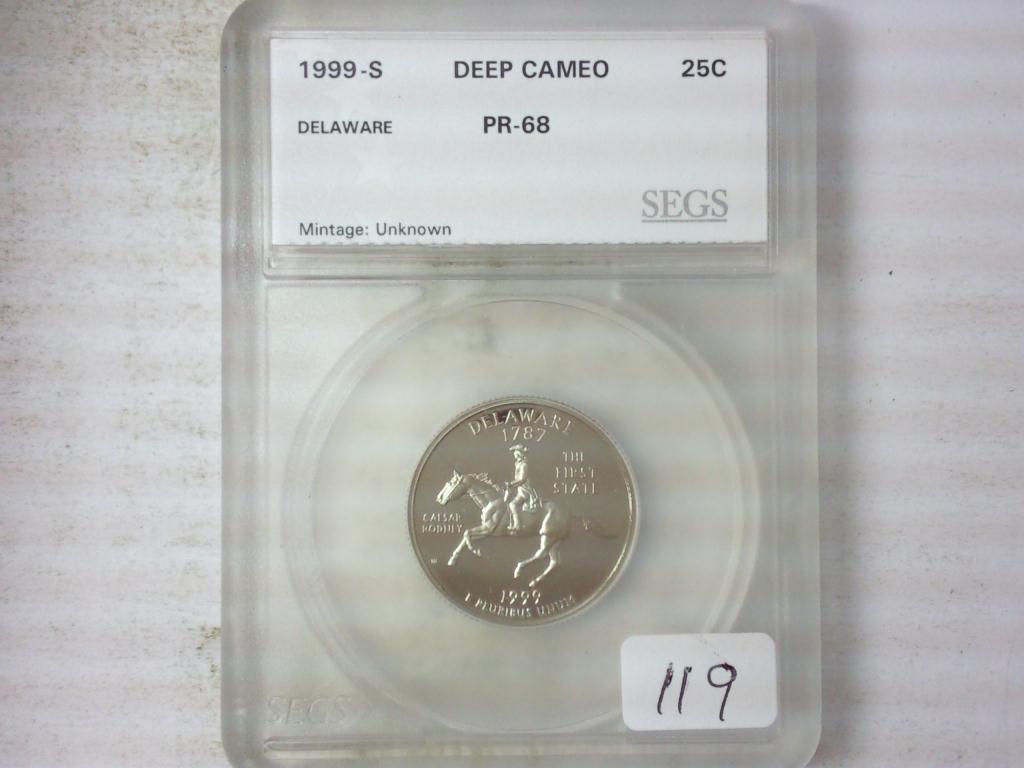 1999-S DEEP CAMEO 25C
DELAWARE PR-68
SEGS
Mintage: Unknown
DELAWARE
1787
THE
FIRST
STATE
CAESAR
RODNEY
1999
E PLURIBUS UNUM
SEGS
119